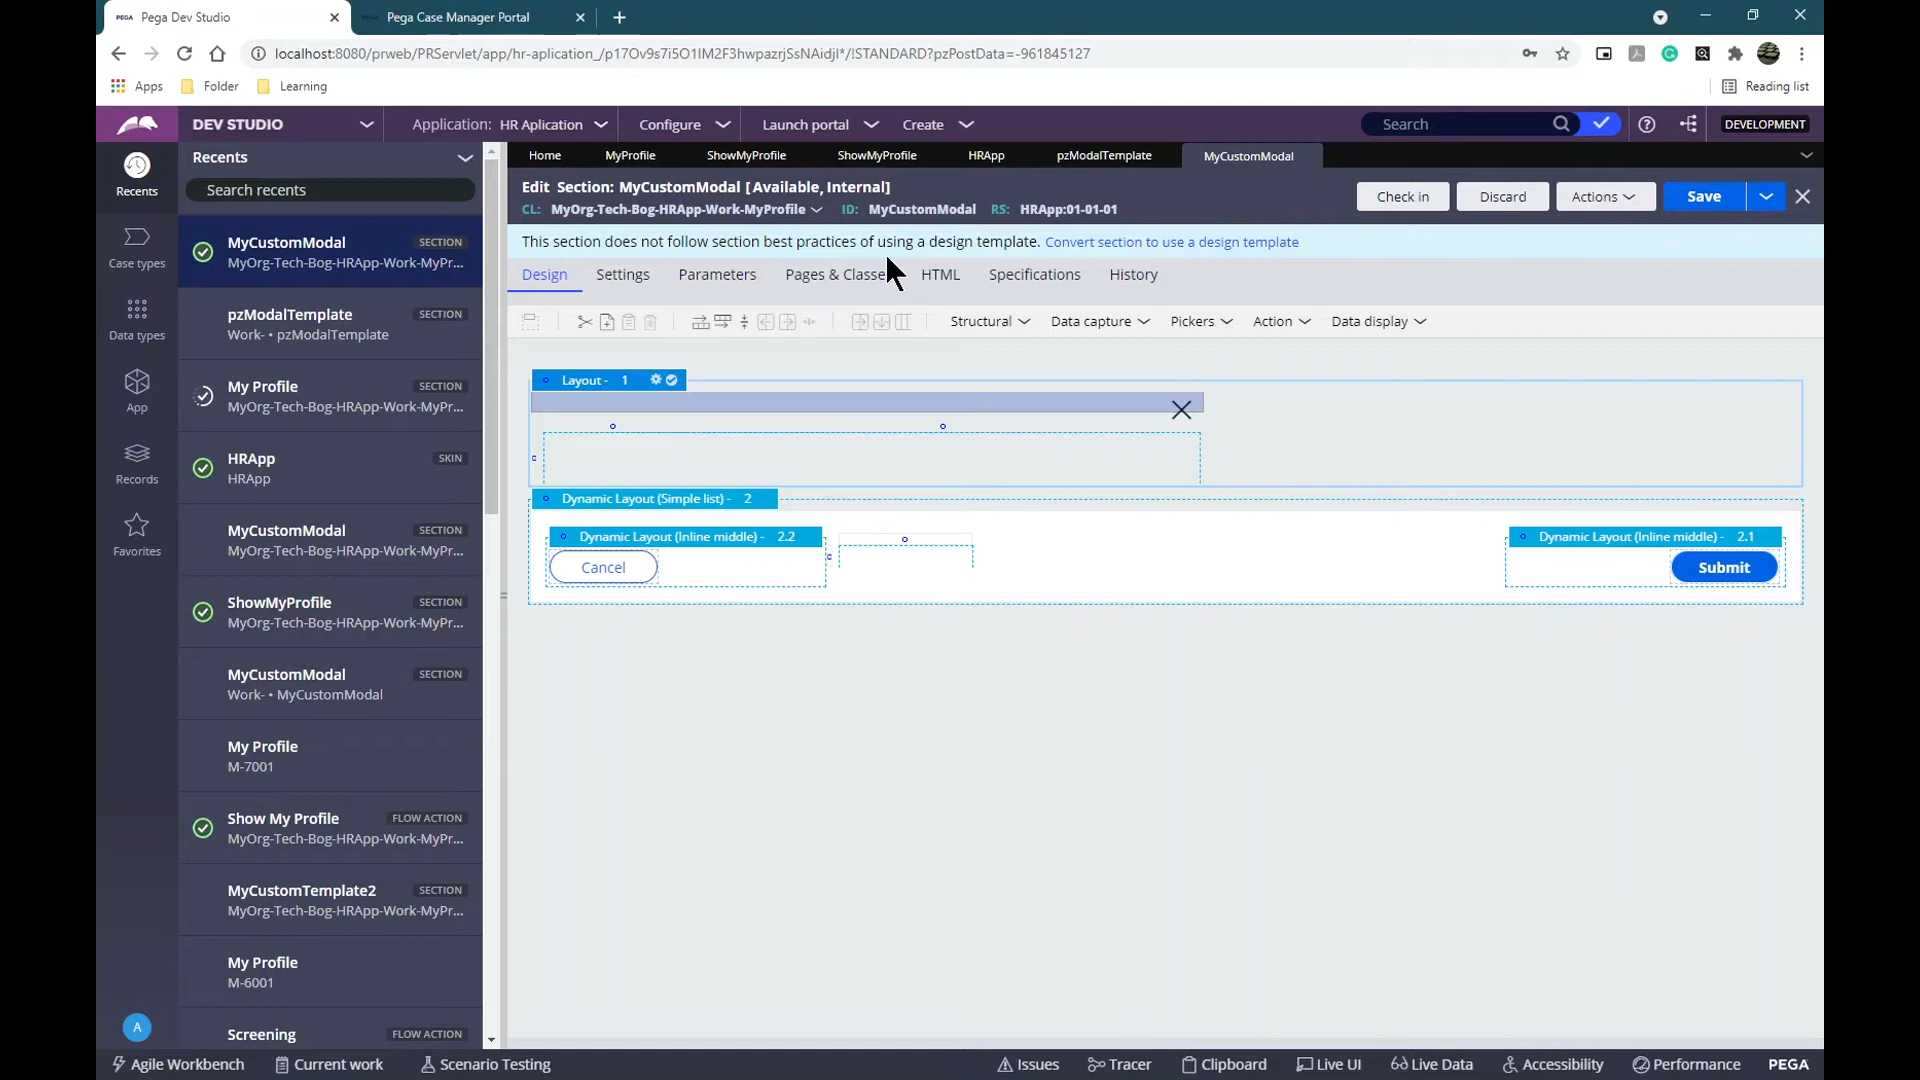 PEGA Pega Dev Studio
PEGA Pega Case Manager Portal
localhost:8080/prweb/PRServlet/app/hr-aplication_/p17Ov9s7i5O1IM2F3hwpazrjSsNAidjI*/!STANDARD?pzPostData=-961845127
Apps Folder Learning Reading list
DEV STUDIO Application: HR Aplication Configure Launch portal Create Search DEVELOPMENT
Recents
Case types
Data types
App
Records
Favorites
A
Recents
Search recents
MyCustomModal SECTION
MyOrg-Tech-Bog-HRApp-Work-MyPr...
pzModalTemplate SECTION
Work- • pzModalTemplate
My Profile SECTION
MyOrg-Tech-Bog-HRApp-Work-MyPr...
HRApp SKIN
HRApp
MyCustomModal SECTION
MyOrg-Tech-Bog-HRApp-Work-MyPr...
ShowMyProfile SECTION
MyOrg-Tech-Bog-HRApp-Work-MyPr...
MyCustomModal SECTION
Work- • MyCustomModal
My Profile
M-7001
Show My Profile FLOW ACTION
MyOrg-Tech-Bog-HRApp-Work-MyPr...
MyCustomTemplate2 SECTION
MyOrg-Tech-Bog-HRApp-Work-MyPr...
My Profile
M-6001
Screening FLOW ACTION
Home MyProfile ShowMyProfile ShowMyProfile HRApp pzModalTemplate MyCustomModal
Edit Section: MyCustomModal [Available, Internal]
CL: MyOrg-Tech-Bog-HRApp-Work-MyProfile ID: MyCustomModal RS: HRApp:01-01-01
Check in Discard Actions Save
This section does not follow section best practices of using a design template. Convert section to use a design template
Design Settings Parameters Pages & Classe HTML Specifications History
Structural Data capture Pickers Action Data display
Layout - 1
Dynamic Layout (Simple list) - 2
Dynamic Layout (Inline middle) - 2.2
Dynamic Layout (Inline middle) - 2.1
Cancel
Submit
Agile Workbench Current work Scenario Testing Issues Tracer Clipboard Live UI Live Data Accessibility Performance PEGA